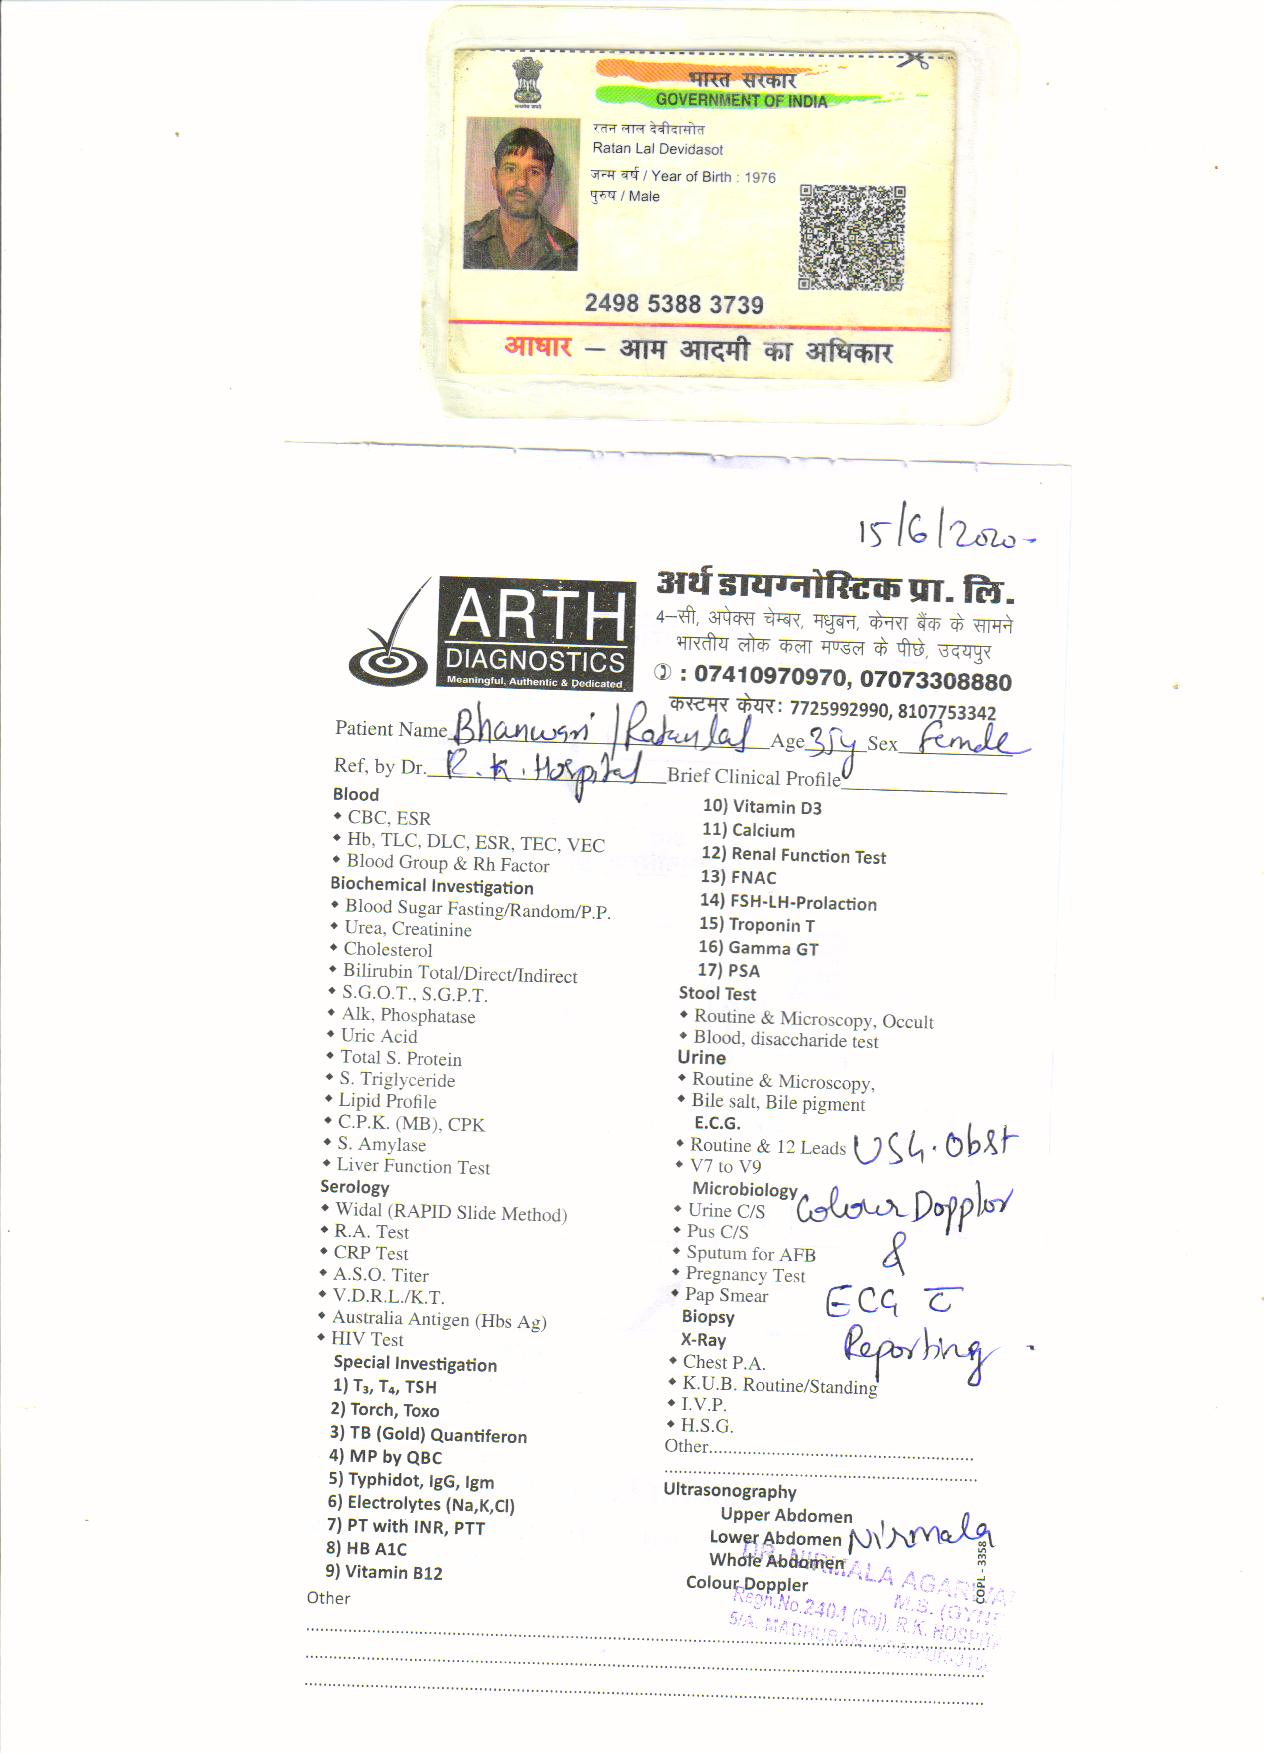 भारत सरकार
GOVERNMENT OF INDIA
रतन लाल देवीदासोत
Ratan Lal Devidasot
जन्म वर्ष / Year of Birth : 1976
पुरुष / Male
2498 5388 3739
आधार – आम आदमी का अधिकार
15/6/2020-
ARTH
DIAGNOSTICS
Meaningful, Authentic & Dedicated
अर्थ डायग्नोस्टिक प्रा. लि.
4–सी, अपेक्स चेम्बर, मधुबन, केनरा बैंक के सामने
भारतीय लोक कला मण्डल के पीछे, उदयपुर
: 07410970970, 07073308880
कस्टमर केयर: 7725992990, 8107753342
Patient Name Bhanwari / Ratanlal Age 35y Sex Female
Ref, by Dr. R.K. Hospital Brief Clinical Profile
Blood
CBC, ESR
Hb, TLC, DLC, ESR, TEC, VEC
Blood Group & Rh Factor
Biochemical Investigation
Blood Sugar Fasting/Random/P.P.
Urea, Creatinine
Cholesterol
Bilirubin Total/Direct/Indirect
S.G.O.T., S.G.P.T.
Alk, Phosphatase
Uric Acid
Total S. Protein
S. Triglyceride
Lipid Profile
C.P.K. (MB), CPK
S. Amylase
Liver Function Test
Serology
Widal (RAPID Slide Method)
R.A. Test
CRP Test
A.S.O. Titer
V.D.R.L./K.T.
Australia Antigen (Hbs Ag)
HIV Test
Special Investigation
1) T₃, T₄, TSH
2) Torch, Toxo
3) TB (Gold) Quantiferon
4) MP by QBC
5) Typhidot, IgG, Igm
6) Electrolytes (Na,K,Cl)
7) PT with INR, PTT
8) HB A1C
9) Vitamin B12
Other
10) Vitamin D3
11) Calcium
12) Renal Function Test
13) FNAC
14) FSH-LH-Prolaction
15) Troponin T
16) Gamma GT
17) PSA
Stool Test
Routine & Microscopy, Occult
Blood, disaccharide test
Urine
Routine & Microscopy,
Bile salt, Bile pigment
E.C.G.
Routine & 12 Leads
V7 to V9
Microbiology
Urine C/S
Pus C/S
Sputum for AFB
Pregnancy Test
Pap Smear
Biopsy
X-Ray
Chest P.A.
K.U.B. Routine/Standing
I.V.P.
H.S.G.
Other
USG. Obst
Colour Dopplor
&
ECG c̅
Reporting.
Ultrasonography
Upper Abdomen
Lower Abdomen
Whole Abdomen
Colour Doppler
Nirmala
DR. NIRMALA AGARWA
M.S. (GYN
Regn.No.2404 (Raj), R.K. HOSPIT
5/A. MADHUBAN,
COPL - 3358